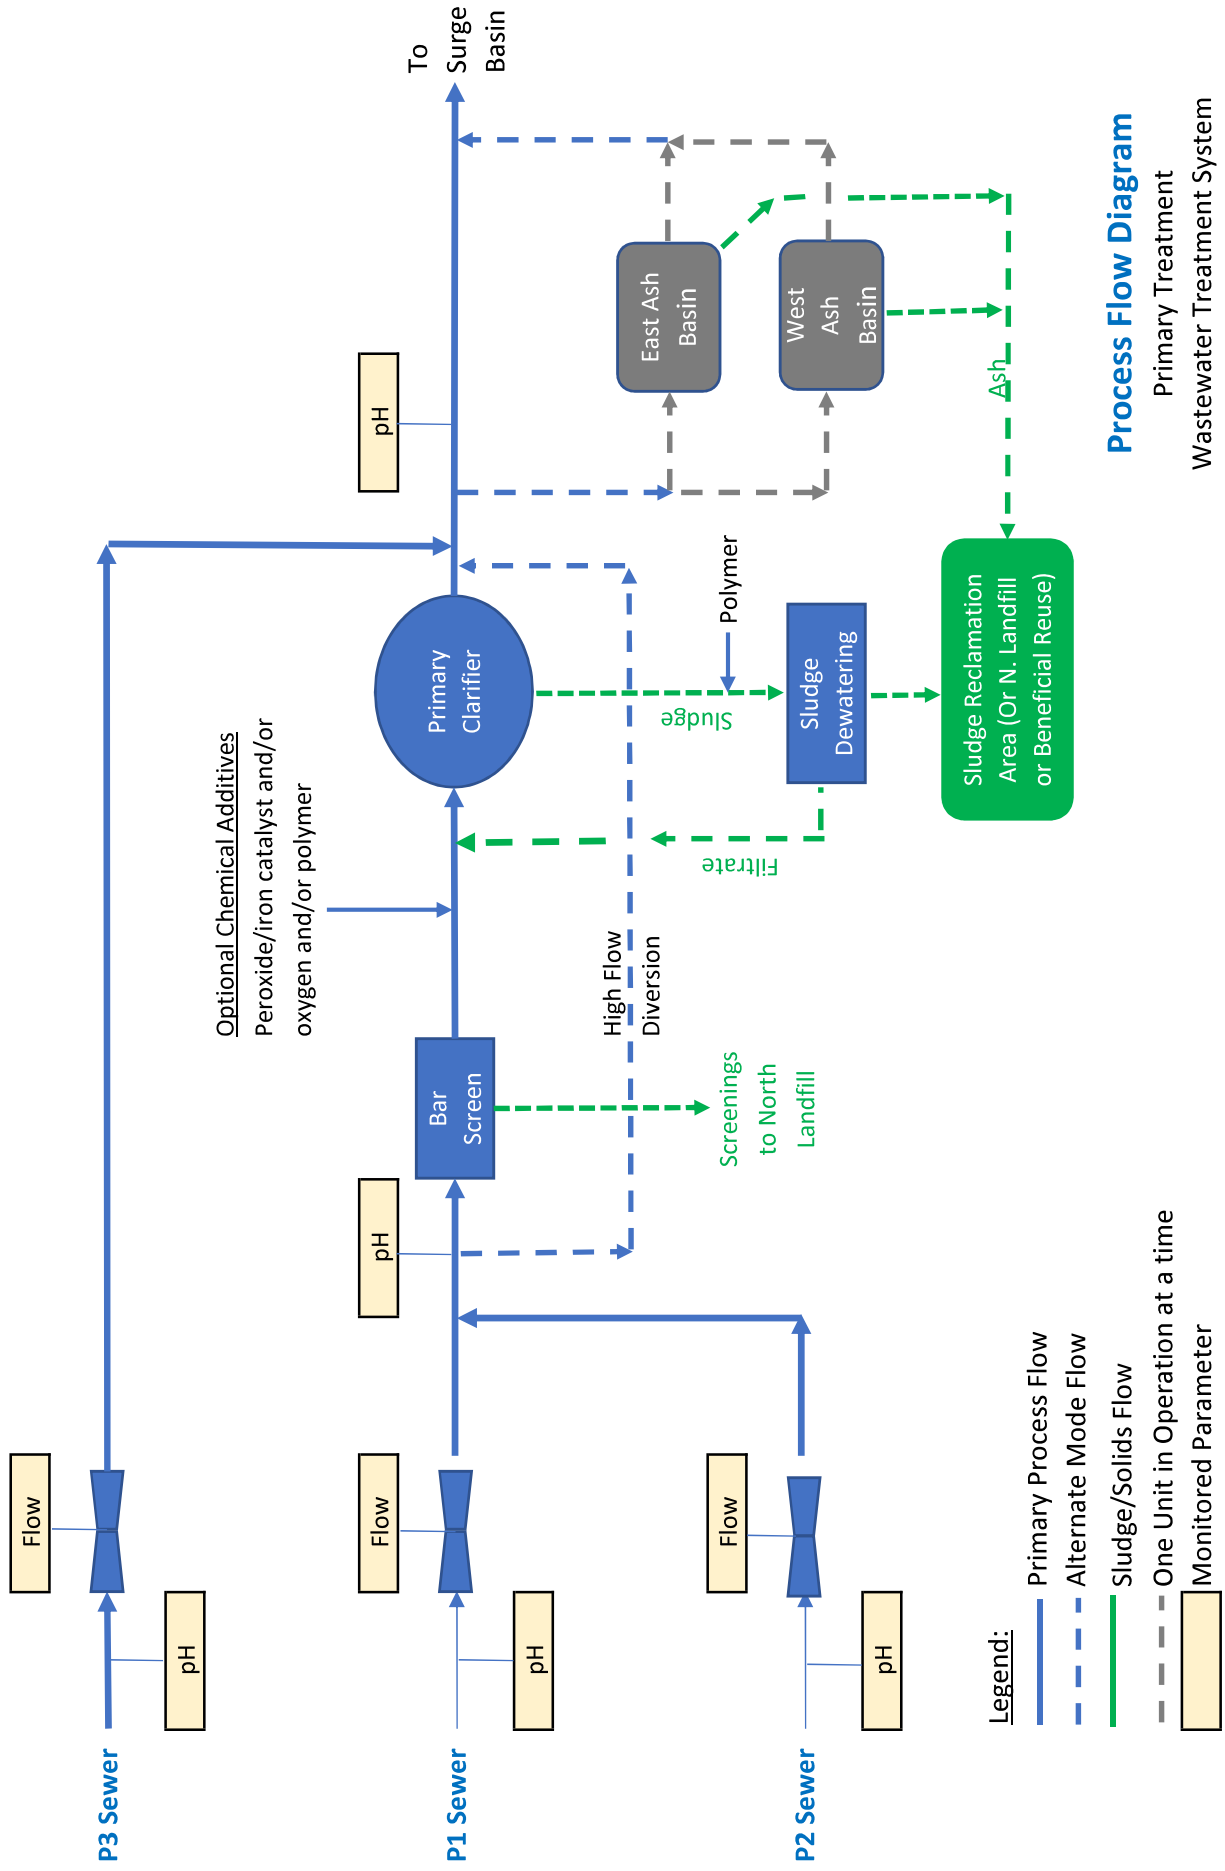 Flow
pH
P3 Sewer
Optional Chemical Additives
Peroxide/iron catalyst and/or
oxygen and/or polymer
Flow
pH
pH
To
Surge
Basin
P1 Sewer
pH
Bar
Screen
Primary
Clarifier
High Flow
Diversion
Screenings
to North
Landfill
Filtrate
Sludge
Polymer
East Ash
Basin
Flow
P2 Sewer
pH
Sludge
Dewatering
West
Ash
Basin
Ash
Sludge Reclamation
Area (Or N. Landfill
or Beneficial Reuse)
Legend:
Primary Process Flow
Alternate Mode Flow
Sludge/Solids Flow
One Unit in Operation at a time
Monitored Parameter
Process Flow Diagram
Primary Treatment
Wastewater Treatment System